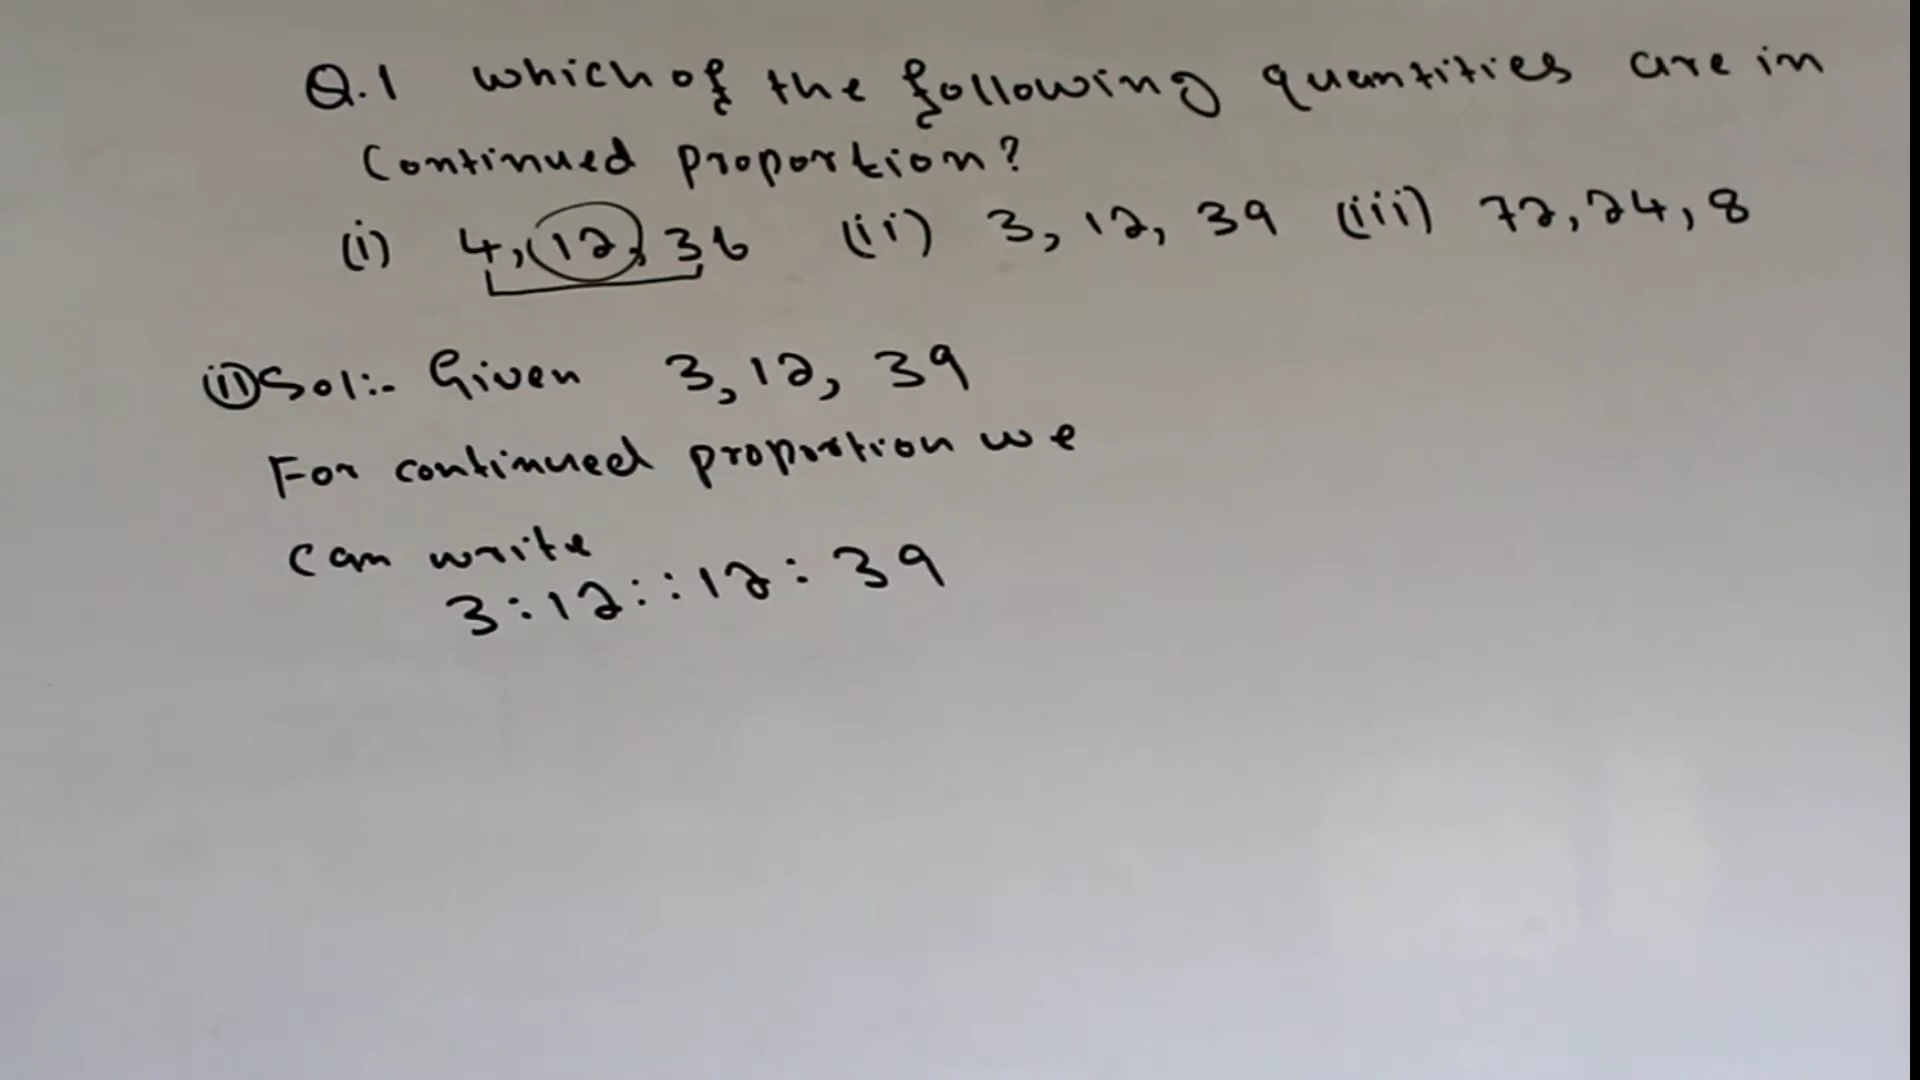 Q.1 which of the following quantities are in
Continued proportion?
(i) 4, 12, 36 (ii) 3, 12, 39 (iii) 72, 24, 8
(ii) Sol:- Given 3, 12, 39
For continued proportion we
can write
3:12::12:39